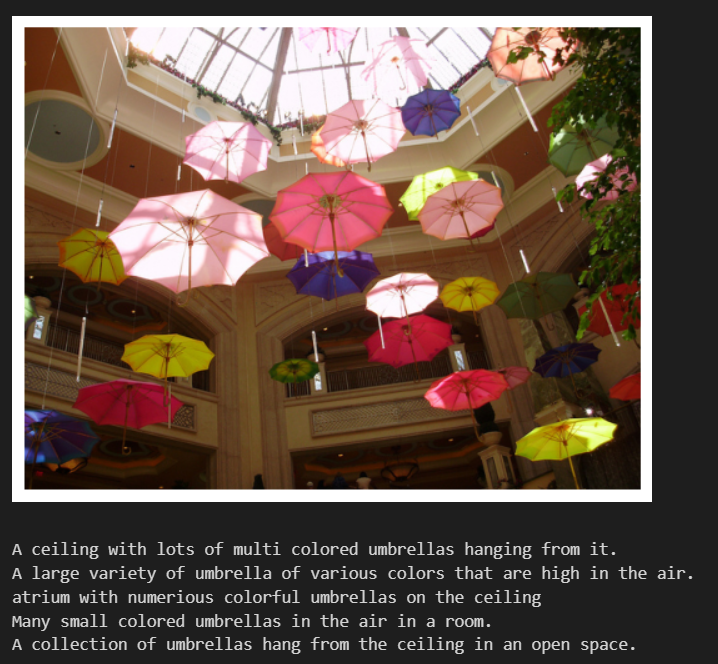 A ceiling with lots of multi colored umbrellas hanging from it.
A large variety of umbrella of various colors that are high in the air.
atrium with numerious colorful umbrellas on the ceiling
Many small colored umbrellas in the air in a room.
A collection of umbrellas hang from the ceiling in an open space.